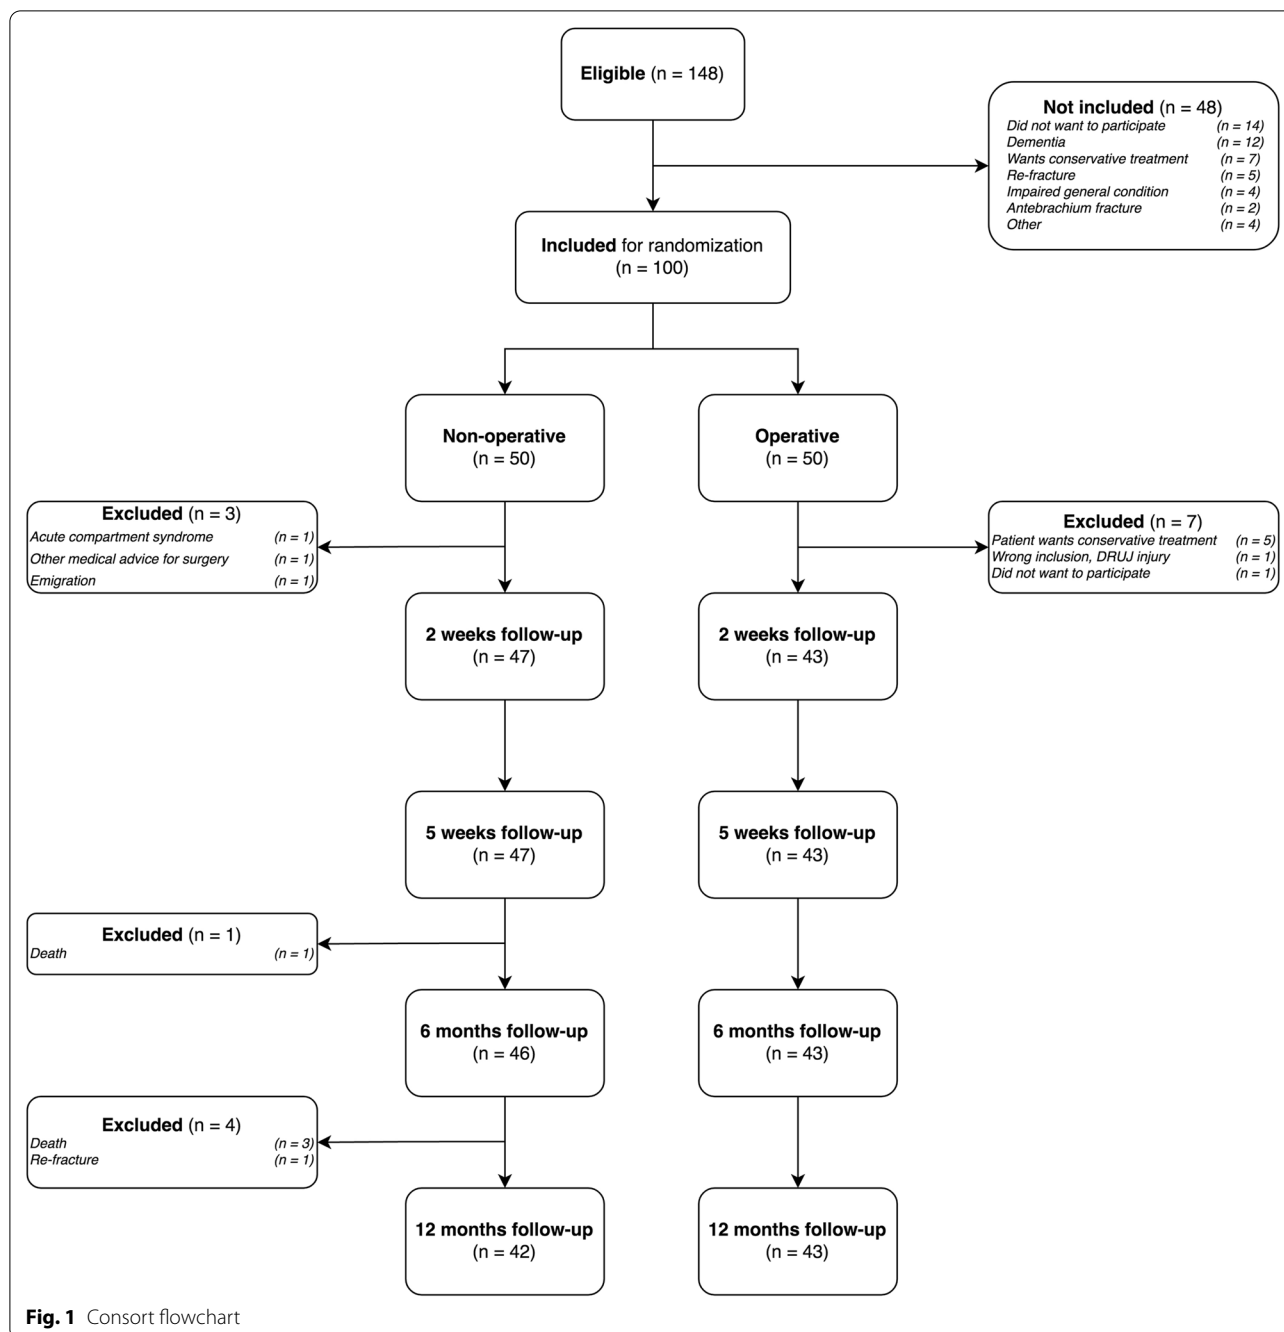 Eligible (n = 148)
Not included (n = 48)
Did not want to participate (n = 14)
Dementia (n = 12)
Wants conservative treatment (n = 7)
Re-fracture (n = 5)
Impaired general condition (n = 4)
Antebrachium fracture (n = 2)
Other (n = 4)
Included for randomization
(n = 100)
Non-operative
(n = 50)
Operative
(n = 50)
Excluded (n = 3)
Acute compartment syndrome (n = 1)
Other medical advice for surgery (n = 1)
Emigration (n = 1)
Excluded (n = 7)
Patient wants conservative treatment (n = 5)
Wrong inclusion, DRUJ injury (n = 1)
Did not want to participate (n = 1)
2 weeks follow-up
(n = 47)
2 weeks follow-up
(n = 43)
5 weeks follow-up
(n = 47)
5 weeks follow-up
(n = 43)
Excluded (n = 1)
Death (n = 1)
6 months follow-up
(n = 46)
6 months follow-up
(n = 43)
Excluded (n = 4)
Death (n = 3)
Re-fracture (n = 1)
12 months follow-up
(n = 42)
12 months follow-up
(n = 43)
Fig. 1 Consort flowchart